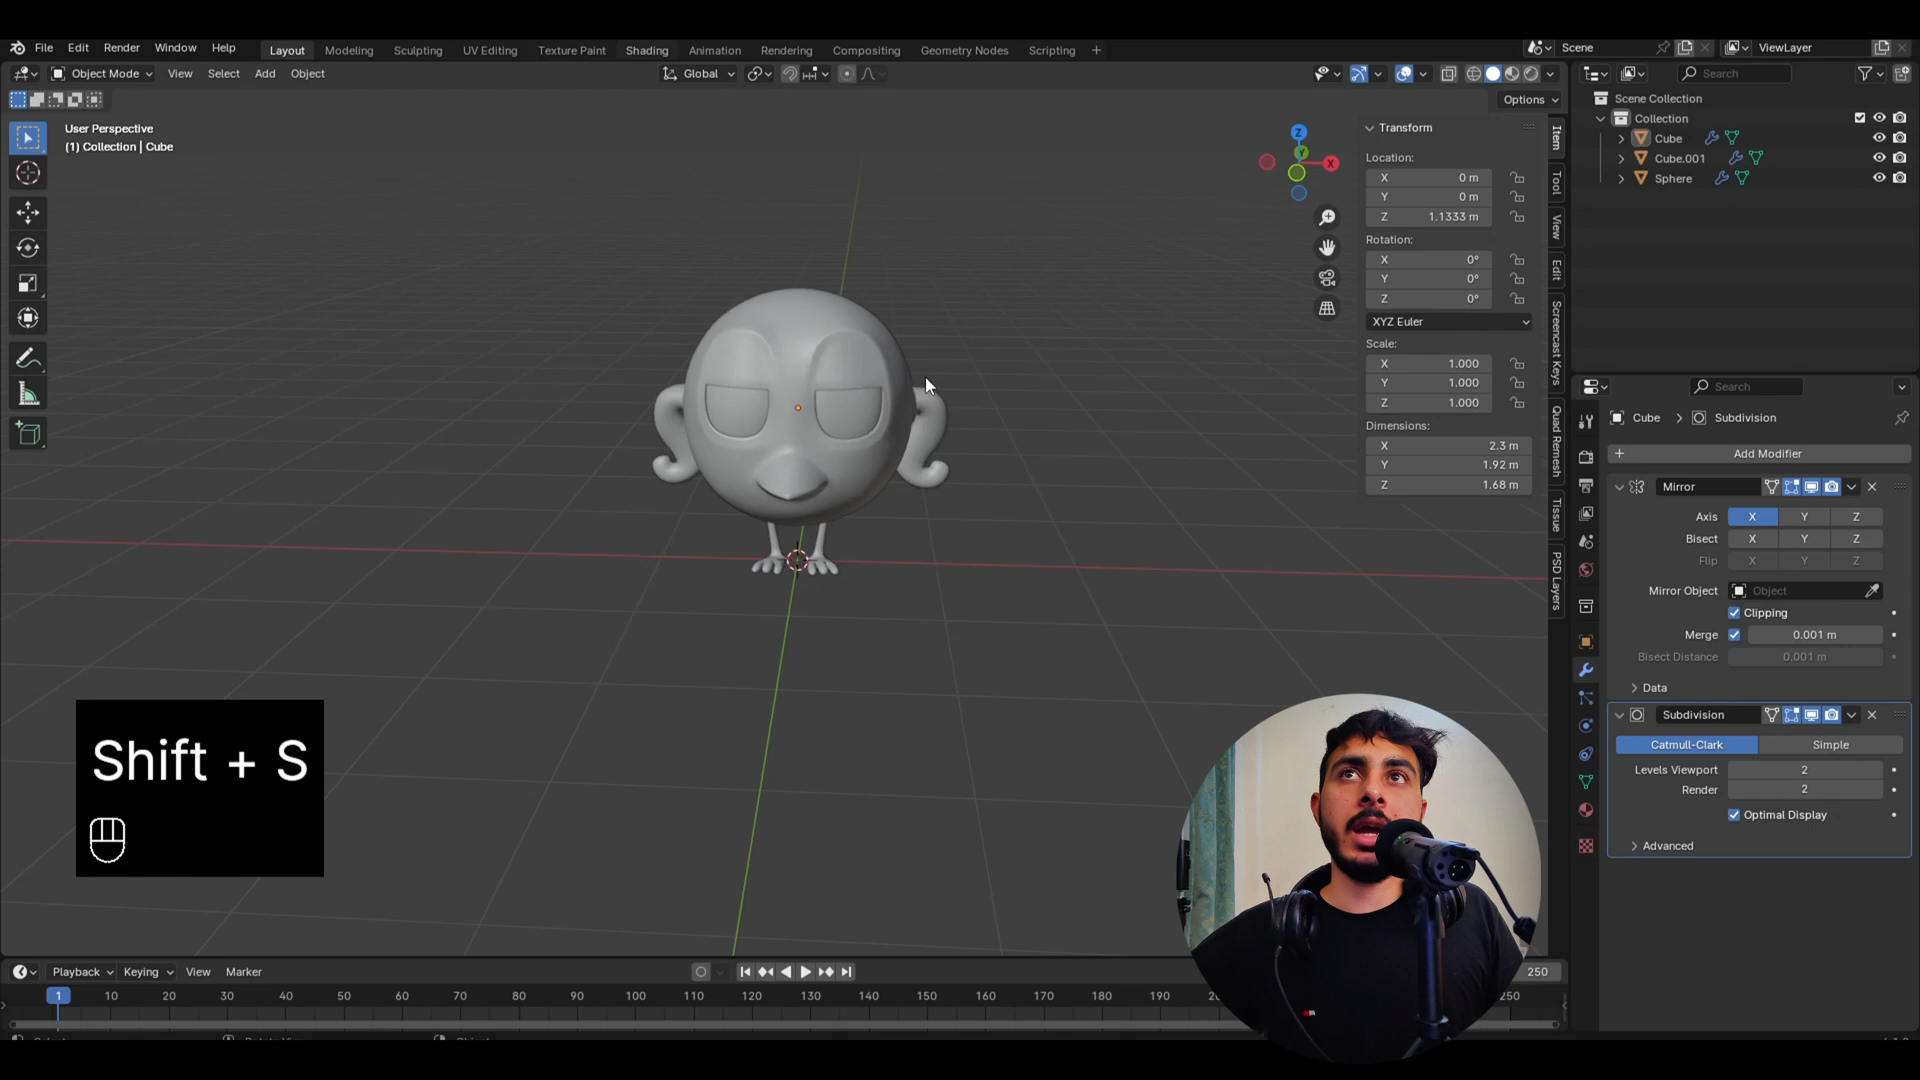 File Edit Render Window Help Layout Modeling Sculpting UV Editing Texture Paint Shading Animation Rendering Compositing Geometry Nodes Scripting + Scene ViewLayer
Object Mode View Select Add Object Global Search
Options
User Perspective
(1) Collection | Cube
Z
Y
X
Transform
Location:
X 0 m
Y 0 m
Z 1.1333 m
Rotation:
X 0°
Y 0°
Z 0°
XYZ Euler
Scale:
X 1.000
Y 1.000
Z 1.000
Dimensions:
X 2.3 m
Y 1.92 m
Z 1.68 m
Item
Tool
View
Edit
Screencast Keys
Quad Remesh
Tissue
PSD Layers
Scene Collection
Collection
Cube
Cube.001
Sphere
Search
Cube > Subdivision
+ Add Modifier
Mirror
Axis X Y Z
Bisect X Y Z
Flip X Y Z
Mirror Object Object
Clipping
Merge 0.001 m
Bisect Distance 0.001 m
Data
Subdivision
Catmull-Clark Simple
Levels Viewport 2
Render 2
Optimal Display
Advanced
Shift + S
Playback Keying View Marker 250
1 10 20 30 40 50 60 70 80 90 100 110 120 130 140 150 160 170 180 190 250